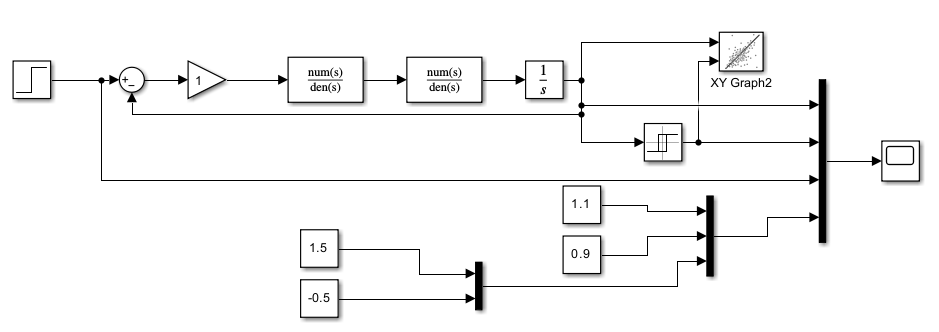 +
−
1
num(s)
den(s)
num(s)
den(s)
1
s
XY Graph2
1.1
0.9
1.5
-0.5